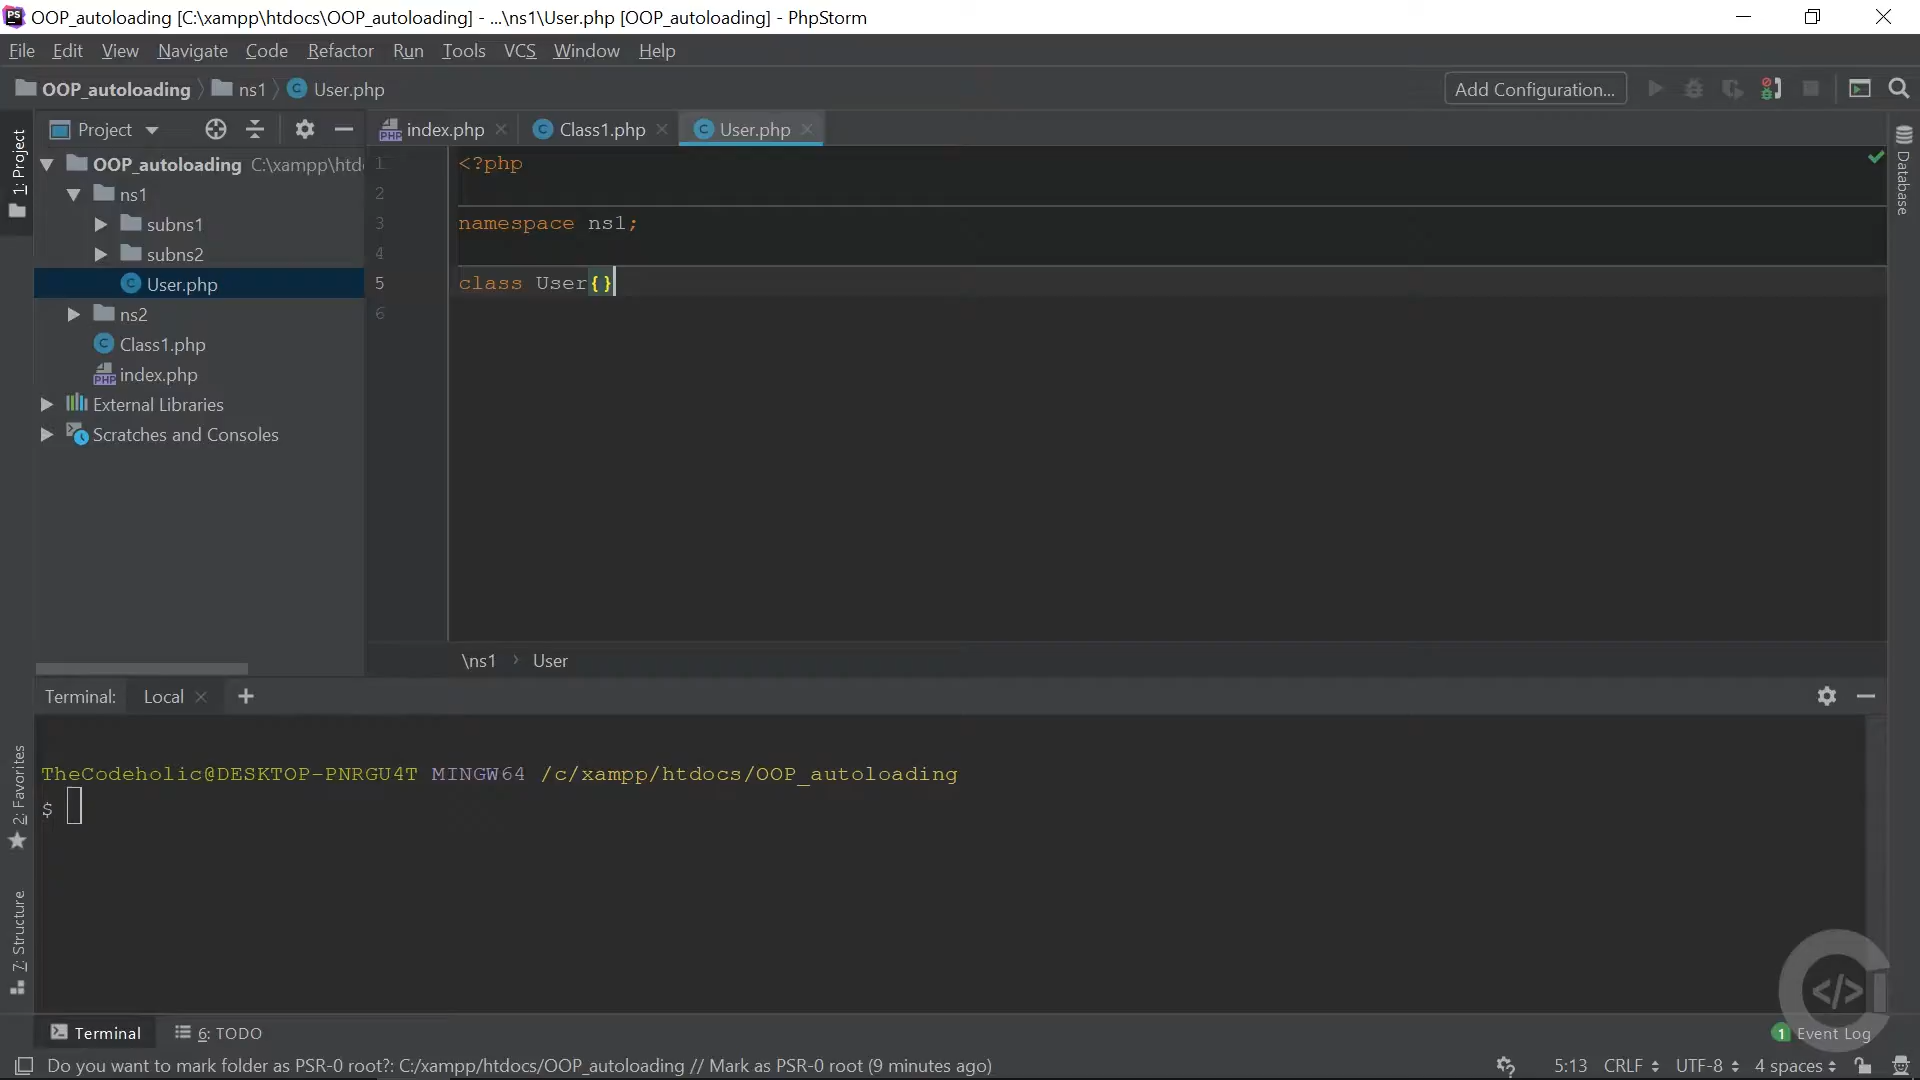 OOP_autoloading [C:\xampp\htdocs\OOP_autoloading] - ...\ns1\User.php [OOP_autoloading] - PhpStorm
File Edit View Navigate Code Refactor Run Tools VCS Window Help
OOP_autoloading ns1 User.php Add Configuration...
1: Project
Project
index.php Class1.php User.php
OOP_autoloading C:\xampp\htd
ns1
subns1
subns2
User.php
ns2
Class1.php
index.php
External Libraries
Scratches and Consoles
1 <?php
2
3 namespace ns1;
4
5 class User{}
6
\ns1 › User
Database
Terminal: Local +
TheCodeholic@DESKTOP-PNRGU4T MINGW64 /c/xampp/htdocs/OOP_autoloading
$
2: Favorites
7: Structure
Terminal 6: TODO 1 Event Log
Do you want to mark folder as PSR-0 root?: C:/xampp/htdocs/OOP_autoloading // Mark as PSR-0 root (9 minutes ago) 5:13 CRLF UTF-8 4 spaces